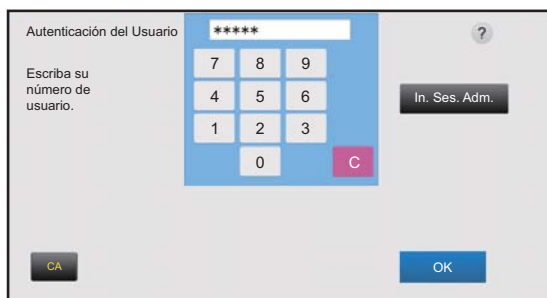 Autenticación del Usuario
*****
?
Escriba su
número de
usuario.
7 8 9
4 5 6
1 2 3
0 C
In. Ses. Adm.
CA
OK